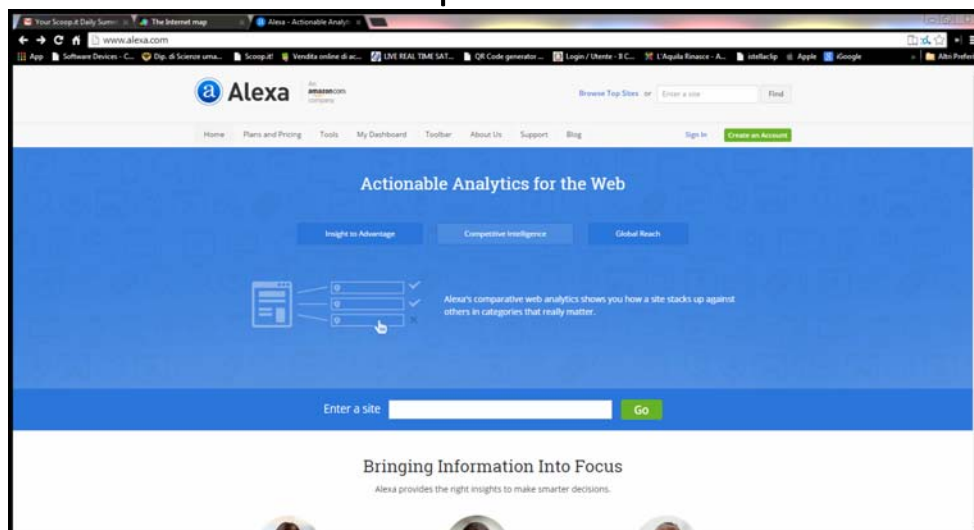 Your Scoop.it Daily Summ The Internet map Alexa - Actionable Analyt
www.alexa.com
App Software Devices - C... Dip. di Scienze uma... Scoop.it! Vendita online di ac... LIVE REAL TIME SAT... QR Code generator ... Login / Utente - Il C... L'Aquila Rinasce - A... intellaclip Apple iGoogle » Altri Prefer
a Alexa An amazon.com company Browse Top Sites or Enter a site Find
Home Plans and Pricing Tools My Dashboard Toolbar About Us Support Blog Sign In Create an Account
Actionable Analytics for the Web
Insight to Advantage Competitive Intelligence Global Reach
Alexa's comparative web analytics shows you how a site stacks up against
others in categories that really matter.
Enter a site Go
Bringing Information Into Focus
Alexa provides the right insights to make smarter decisions.